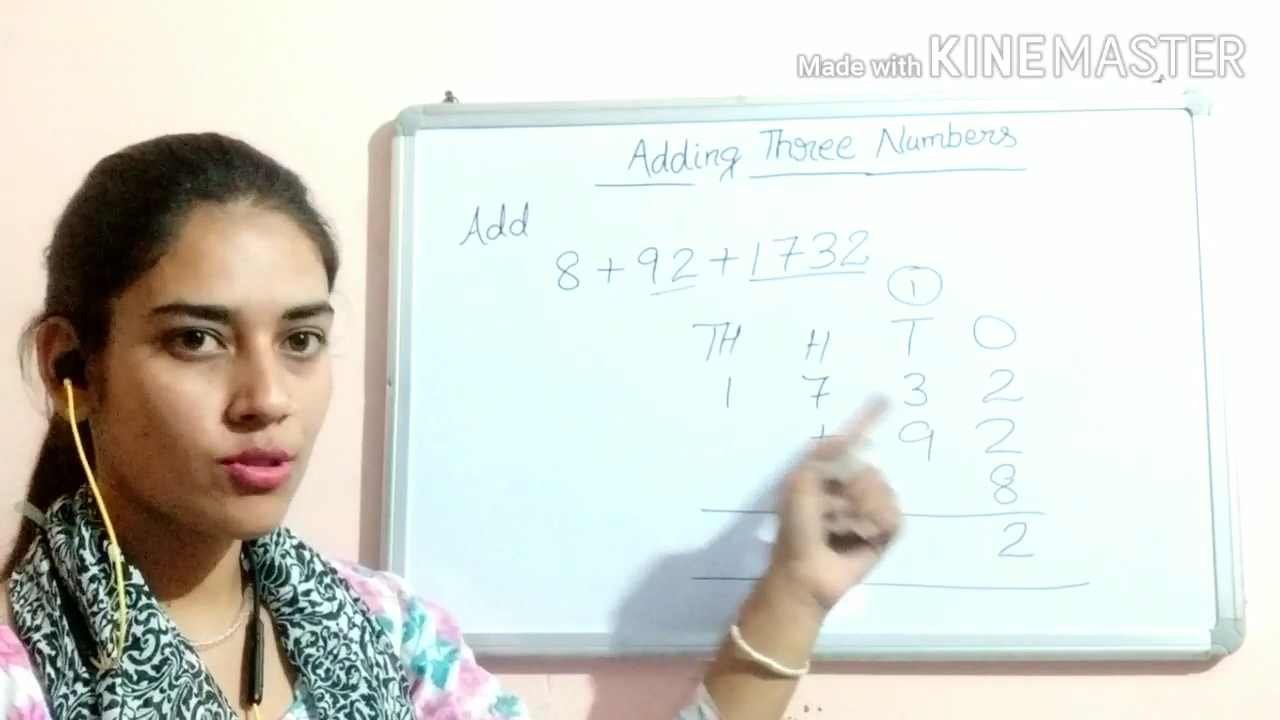 Made with KINEMASTER
Adding Three Numbers
Add
8 + 92 + 1732
1
TH H T O
1 7 3 2
+ 9 2
8
2